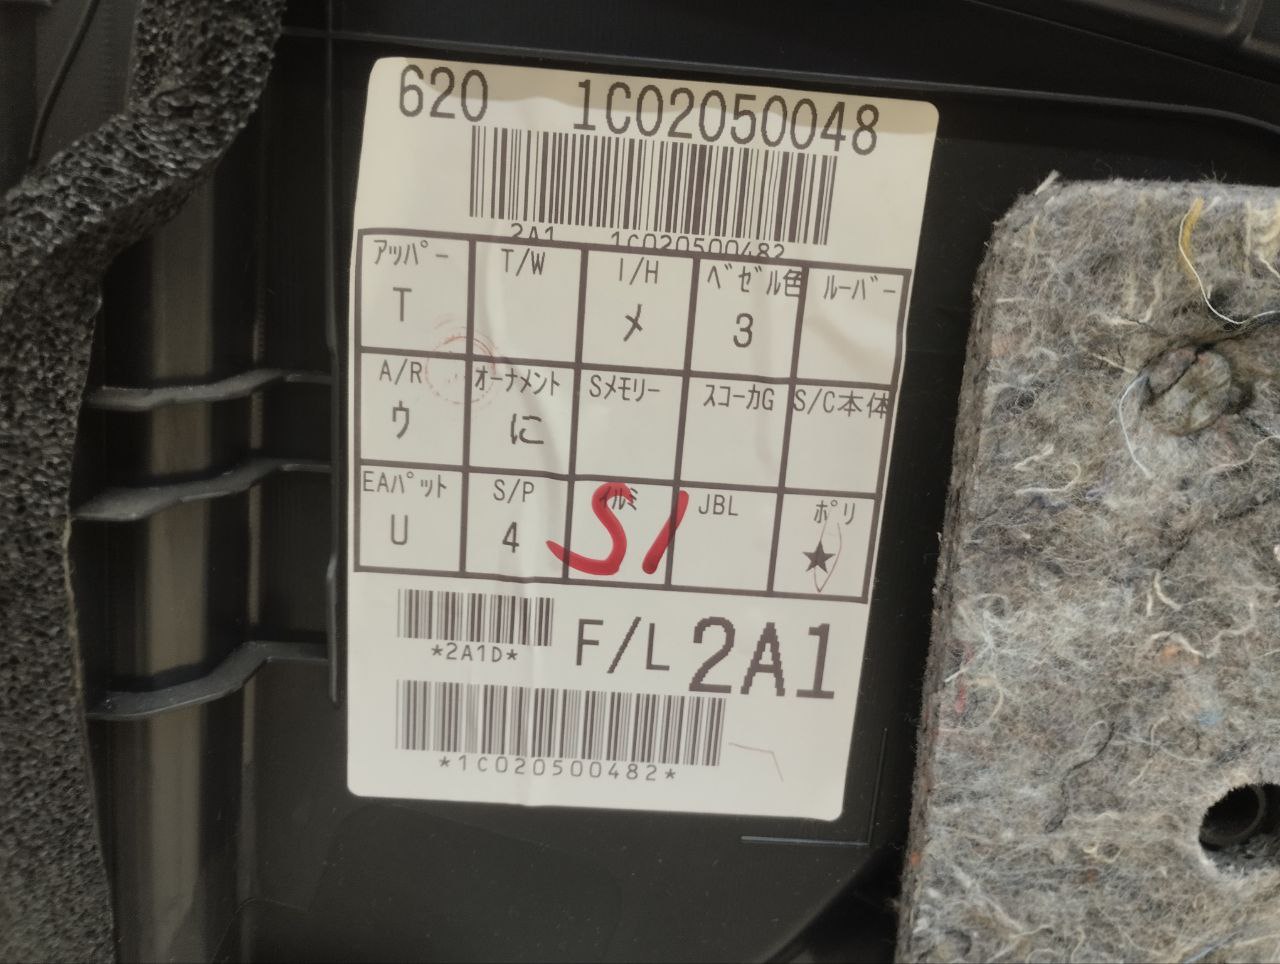 620 1C02050048
2A1 1C020500482
アッパー T/W I/H ベゼル色 ルーバー
T メ 3
A/R オーナメント Sメモリー スコーカG S/C本体
ウ に
EAパット S/P イルミ JBL ポリ
U 4 S1 ★
*2A1D* F/L 2A1
*1C020500482*